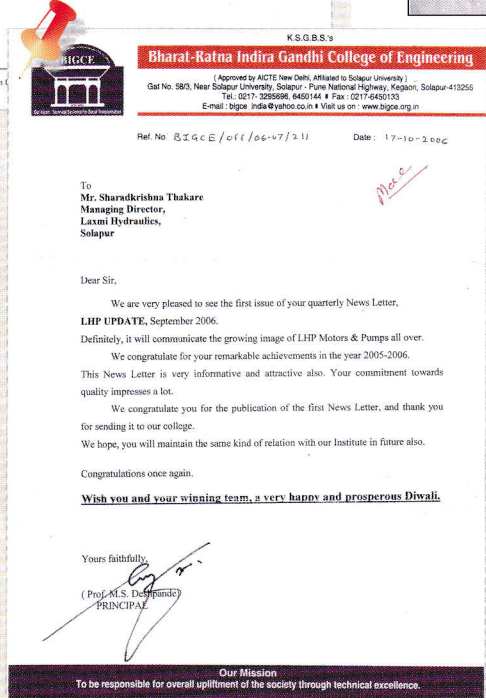 K.S.G.B.S.'s
BIGCE
Bharat-Ratna Indira Gandhi College of Engineering
( Approved by AICTE New Delhi, Affiliated to Solapur University )
Gat No. 58/3, Near Solapur University, Solapur - Pune National Highway, Kegaon, Solapur-413255
Tel.: 0217- 3295696, 6450144 Fax : 0217-6450133
E-mail : bigce_india@yahoo.co.in Visit us on : www.bigce.org.in
Ref. No. BIGCE/off/06-07/211 Date : 17-10-2006
To
Mr. Sharadkrishna Thakare
Managing Director,
Laxmi Hydraulics,
Solapur
Dear Sir,
We are very pleased to see the first issue of your quarterly News Letter,
LHP UPDATE, September 2006.
Definitely, it will communicate the growing image of LHP Motors & Pumps all over.
We congratulate for your remarkable achievements in the year 2005-2006.
This News Letter is very informative and attractive also. Your commitment towards
quality impresses a lot.
We congratulate you for the publication of the first News Letter, and thank you
for sending it to our college.
We hope, you will maintain the same kind of relation with our Institute in future also.
Congratulations once again.
Wish you and your winning team, a very happy and prosperous Diwali.
Yours faithfully,
( Prof. M.S. Deshpande)
PRINCIPAL
Our Mission
To be responsible for overall upliftment of the society through technical excellence.